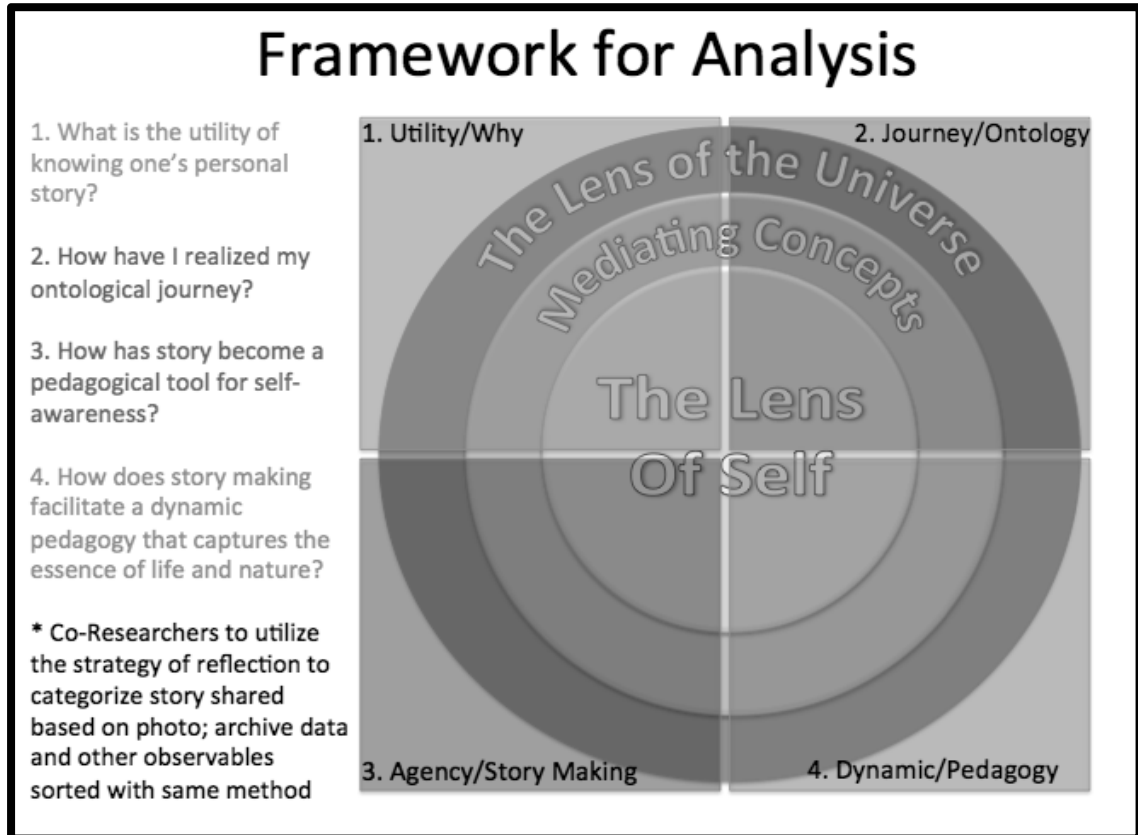 Framework for Analysis
1. What is the utility of
knowing one's personal
story?
2. How have I realized my
ontological journey?
3. How has story become a
pedagogical tool for self-
awareness?
4. How does story making
facilitate a dynamic
pedagogy that captures the
essence of life and nature?
* Co-Researchers to utilize
the strategy of reflection to
categorize story shared
based on photo; archive data
and other observables
sorted with same method
1. Utility/Why
2. Journey/Ontology
The Lens of the Universe
Mediating Concepts
The Lens
Of Self
3. Agency/Story Making
4. Dynamic/Pedagogy